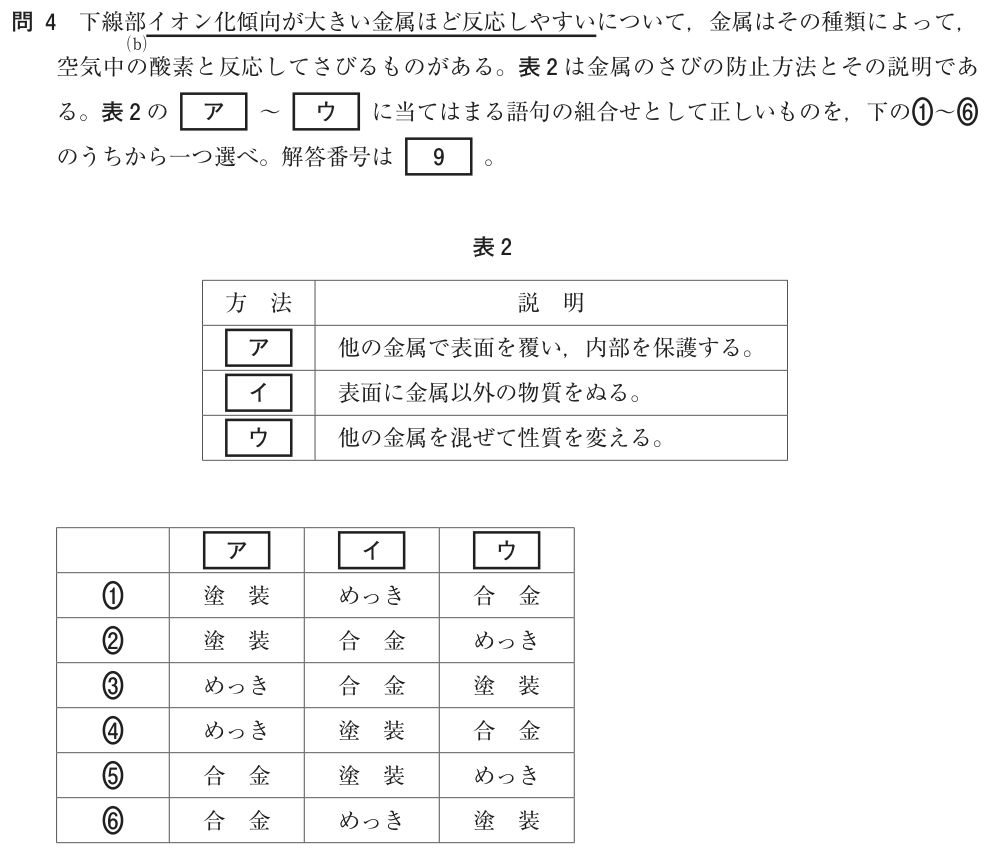 問 4 下線部イオン化傾向が大きい金属ほど反応しやすいについて，金属はその種類によって，
(b)
空気中の酸素と反応してさびるものがある。表2は金属のさびの防止方法とその説明であ
る。表2の ア ～ ウ に当てはまる語句の組合せとして正しいものを，下の①～⑥
のうちから一つ選べ。解答番号は 9 。
表2
方 法 説 明
ア 他の金属で表面を覆い，内部を保護する。
イ 表面に金属以外の物質をぬる。
ウ 他の金属を混ぜて性質を変える。
ア イ ウ
① 塗 装 めっき 合 金
② 塗 装 合 金 めっき
③ めっき 合 金 塗 装
④ めっき 塗 装 合 金
⑤ 合 金 塗 装 めっき
⑥ 合 金 めっき 塗 装